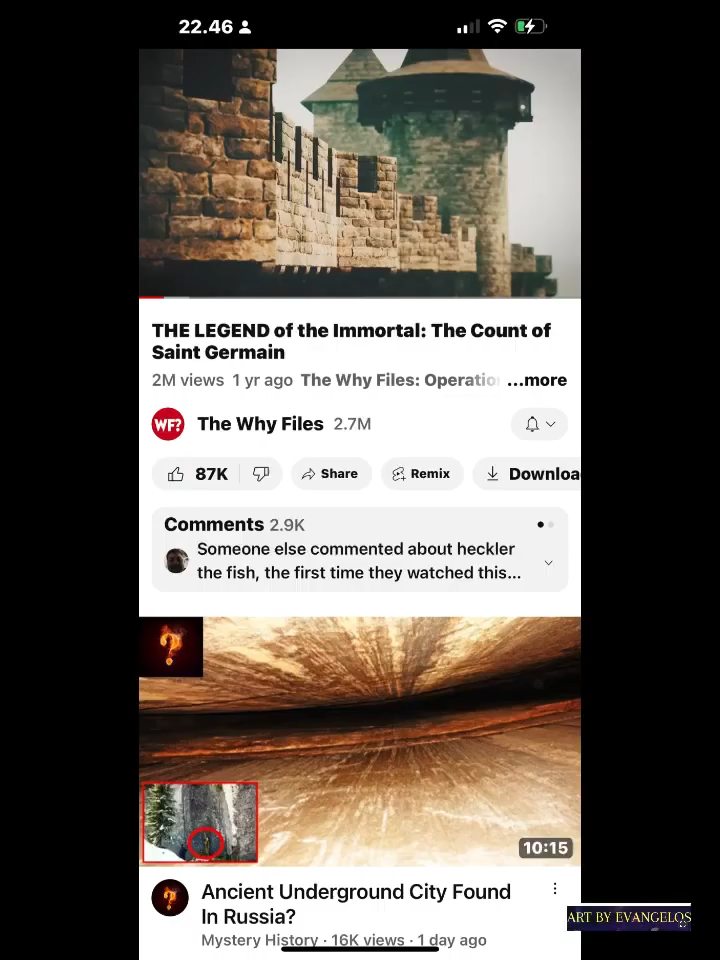 22.46
THE LEGEND of the Immortal: The Count of
Saint Germain
2M views 1 yr ago The Why Files: Operatio ...more
WF? The Why Files 2.7M
87K Share Remix Downloa
Comments 2.9K
Someone else commented about heckler
the fish, the first time they watched this...
?
10:15
? Ancient Underground City Found
In Russia?
Mystery History · 16K views · 1 day ago
ART BY EVANGELOS